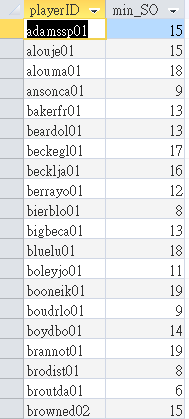 playerID min_SO
adamssp01 15
alouje01 15
alouma01 18
ansonca01 9
bakerfr01 13
beardol01 13
beckegl01 17
becklja01 16
berrayo01 12
bierblo01 8
bigbeca01 13
bluelu01 18
boleyjo01 11
booneik01 19
boudrlo01 9
boydbo01 14
brannot01 19
brodist01 8
broutda01 6
browned02 15